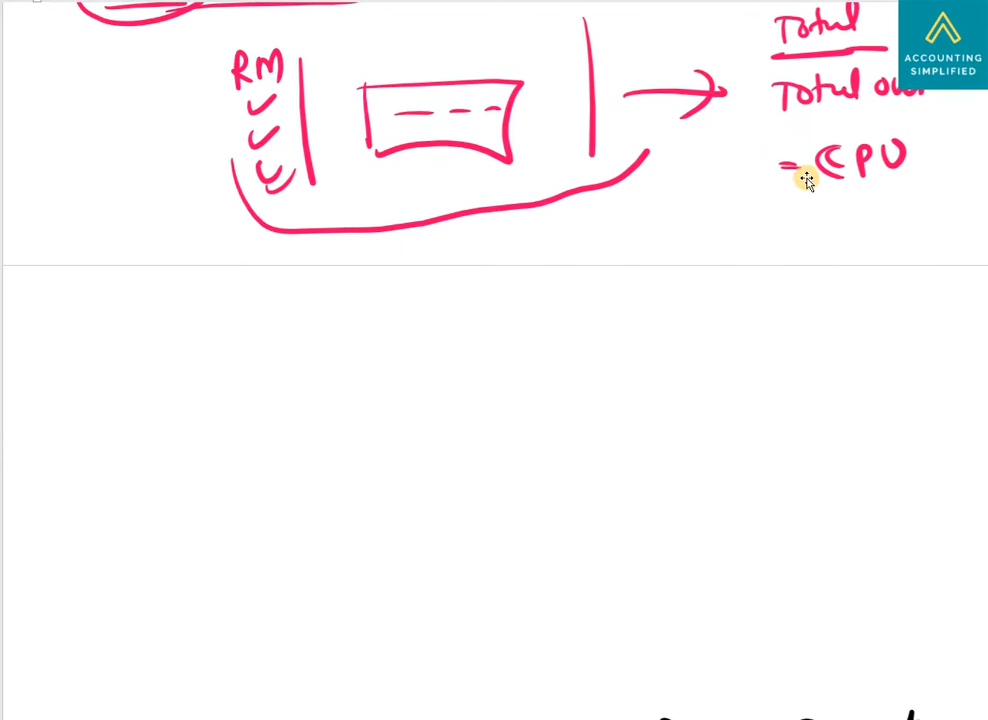 Total
ACCOUNTING
SIMPLIFIED
RM
Total
= CPU